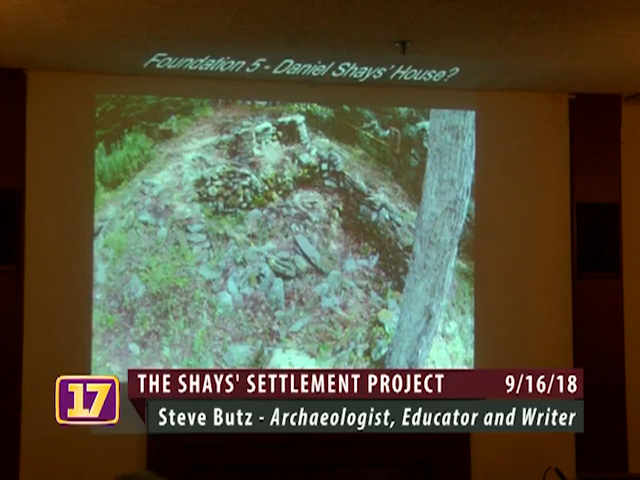 Foundation 5 - Daniel Shays' House?
17
THE SHAYS' SETTLEMENT PROJECT 9/16/18
Steve Butz - Archaeologist, Educator and Writer